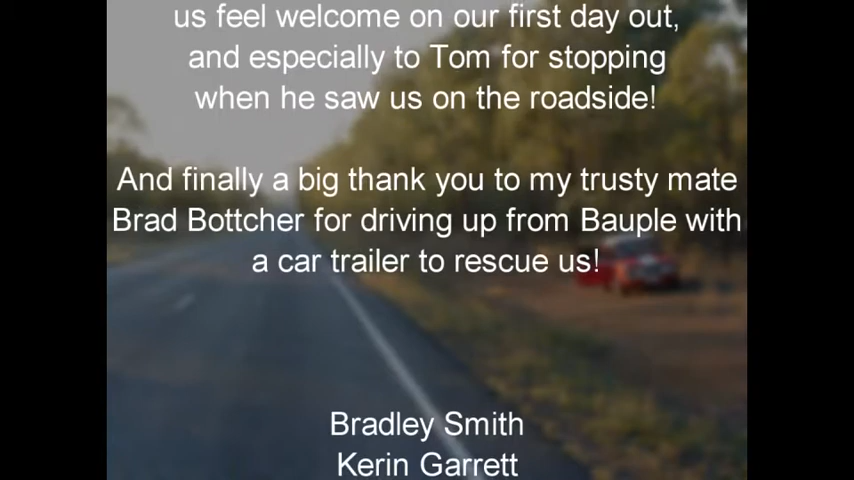 us feel welcome on our first day out,
and especially to Tom for stopping
when he saw us on the roadside!
And finally a big thank you to my trusty mate
Brad Bottcher for driving up from Bauple with
a car trailer to rescue us!
Bradley Smith
Kerin Garrett